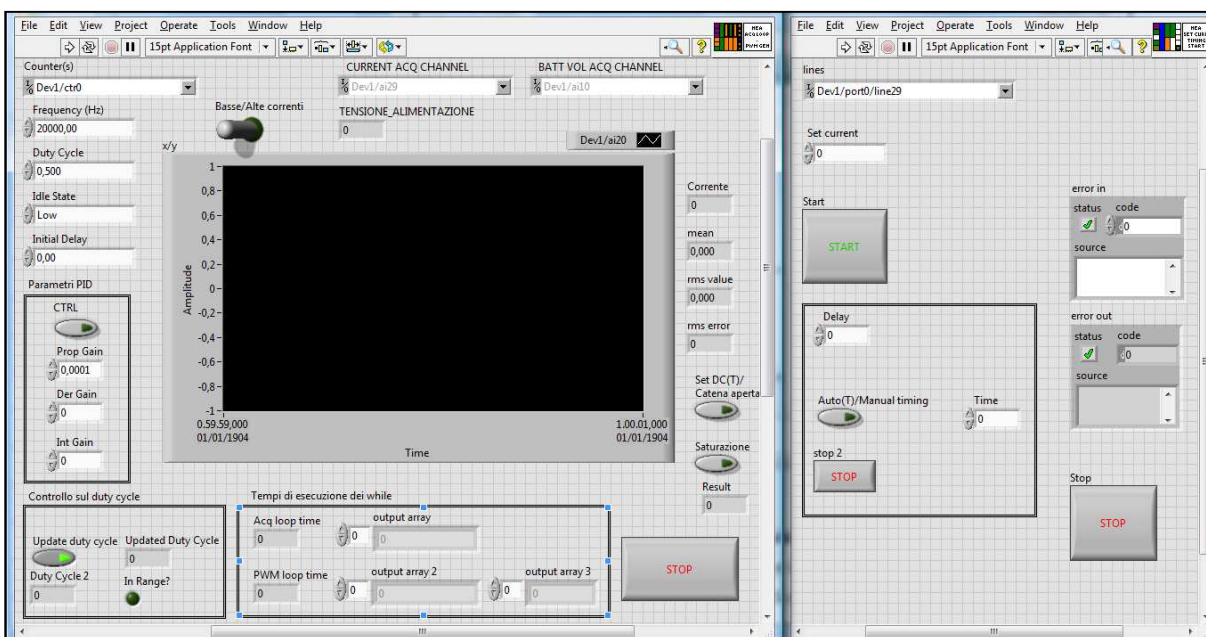 File Edit View Project Operate Tools Window Help
15pt Application Font
MEA
ACQ LOOP
PWM GEN
Counter(s)
Dev1/ctr0
CURRENT ACQ CHANNEL
Dev1/ai29
BATT VOL ACQ CHANNEL
Dev1/ai10
Frequency (Hz)
20000,00
Basse/Alte correnti
TENSIONE_ALIMENTAZIONE
0
Dev1/ai20
Duty Cycle
0,500
Idle State
Low
Initial Delay
0,00
x/y
1
0,8
0,6
0,4
0,2
0
-0,2
-0,4
-0,6
-0,8
-1
Amplitude
0.59.59,000
01/01/1904
1.00.01,000
01/01/1904
Time
Corrente
0
mean
0,000
rms value
0,000
rms error
0
Set DC(T)/
Catena aperta
Saturazione
Result
0
Parametri PID
CTRL
Prop Gain
0,0001
Der Gain
0
Int Gain
0
Controllo sul duty cycle
Update duty cycle
Updated Duty Cycle
0
Duty Cycle 2
0
In Range?
Tempi di esecuzione dei while
Acq loop time
0
output array
0
0
PWM loop time
0
output array 2
0
0
output array 3
0
0
STOP
File Edit View Project Operate Tools Window Help
15pt Application Font
MEA
SET CUR
TIMING
START
lines
Dev1/port0/line29
Set current
0
Start
START
error in
status code
0
source
error out
status code
0
source
Delay
0
Auto(T)/Manual timing
Time
0
stop 2
STOP
Stop
STOP